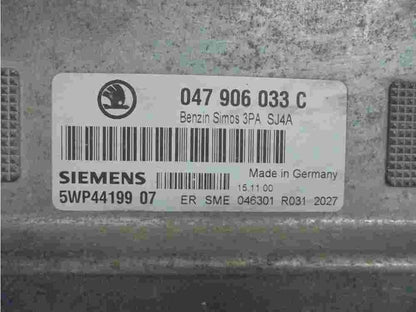 047 906 033 C
Benzin Simos 3PA SJ4A
SIEMENS
Made in Germany
15.11.00
5WP44199 07
ER SME 046301 R031 2027